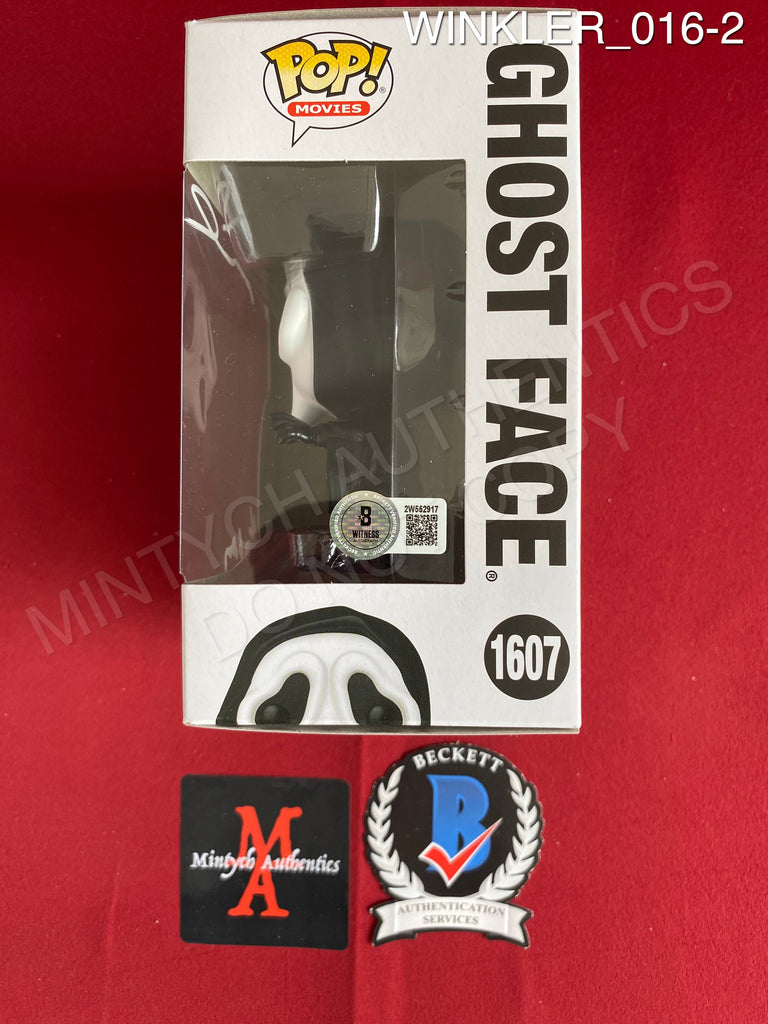 WINKLER_016-2
POP!
®
MOVIES
GHOST FACE®
1607
B
WITNESS
2W552917
MINTYCH AUTHENTICS
DO NOT COPY
BECKETT
B
AUTHENTICATION
SERVICES
MA
Mintych Authentics